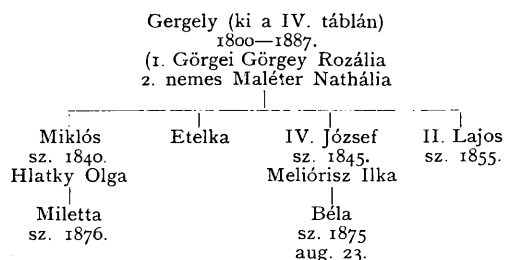 Gergely (ki a IV. táblán)
1800—1887.
(1. Görgei Görgey Rozália
2. nemes Maléter Nathália
Miklós Etelka IV. József II. Lajos
sz. 1840. sz. 1845. sz. 1855.
Hlatky Olga Meliórisz Ilka
Miletta Béla
sz. 1876. sz. 1875
aug. 23.